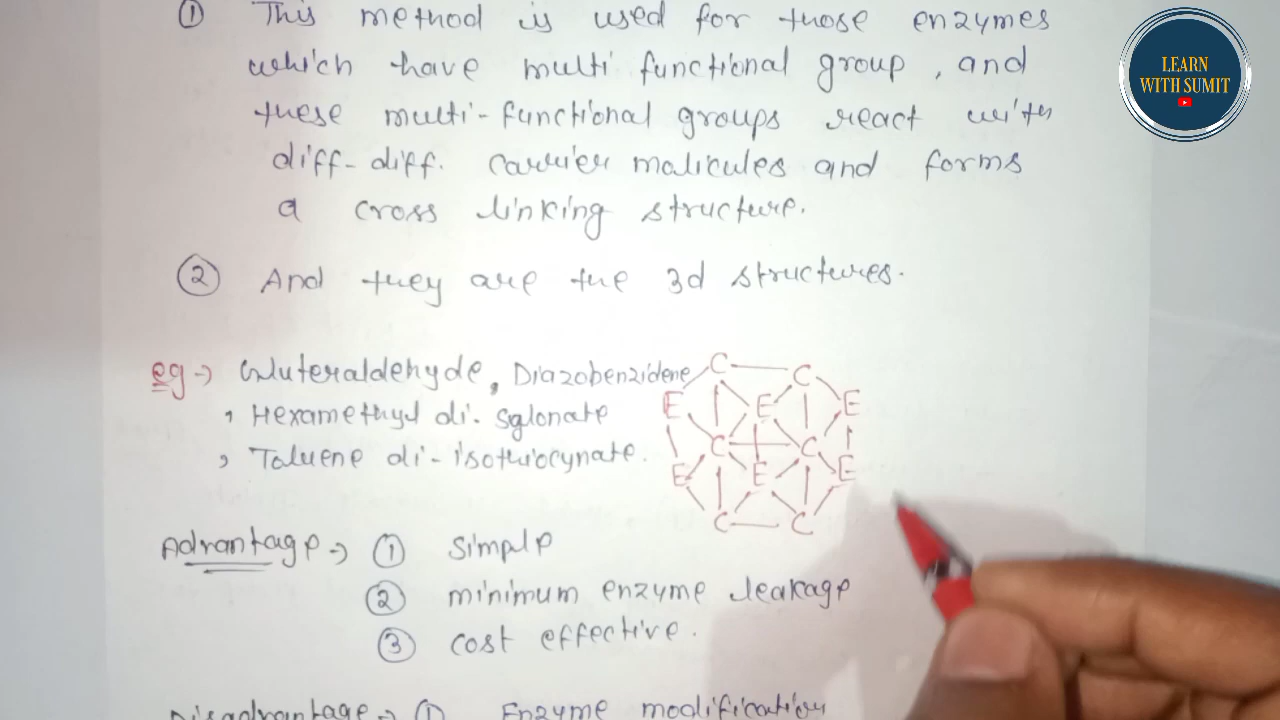 ① This method is used for those enzymes
which have multi functional group, and
these multi-functional groups react with
diff-diff. carrier molicules and forms
a cross linking structure.
② And they are the 3d structures.
eg → Gluteraldehyde, Diazobenzidene
, Hexamethyl di.
, Toluene di-isothiocynate.
C C
E E E
C C
E E E
C C
Advantage → ① Simple
② minimum enzyme leakage
③ cost effective.
Disadvantage → ① Enzyme modification
LEARN
WITH SUMIT